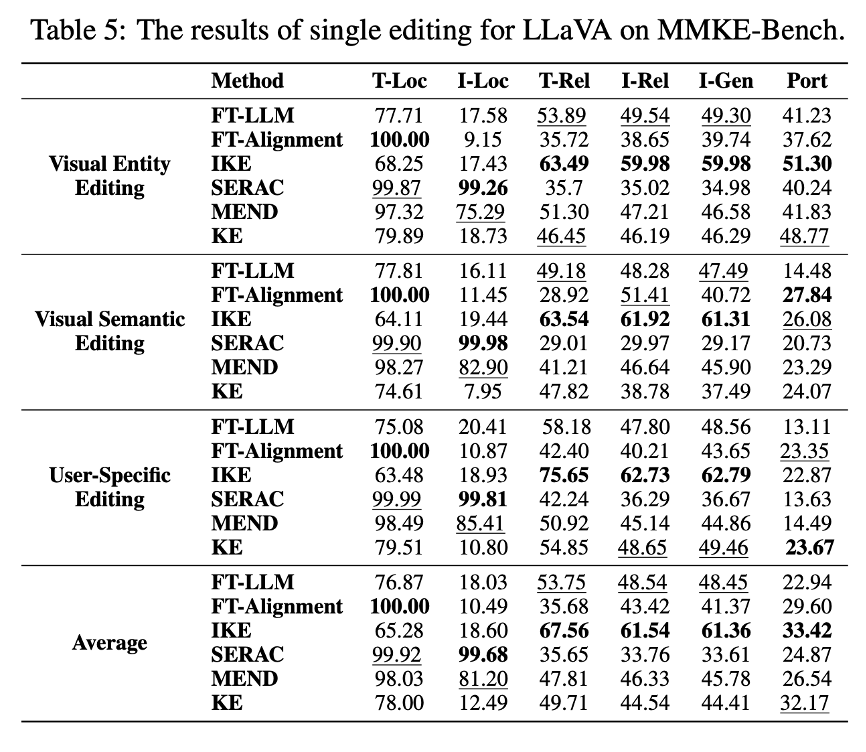 Table 5: The results of single editing for LLaVA on MMKE-Bench.
Method T-Loc I-Loc T-Rel I-Rel I-Gen Port
FT-LLM 77.71 17.58 53.89 49.54 49.30 41.23
FT-Alignment 100.00 9.15 35.72 38.65 39.74 37.62
Visual Entity IKE 68.25 17.43 63.49 59.98 59.98 51.30
Editing SERAC 99.87 99.26 35.7 35.02 34.98 40.24
MEND 97.32 75.29 51.30 47.21 46.58 41.83
KE 79.89 18.73 46.45 46.19 46.29 48.77
FT-LLM 77.81 16.11 49.18 48.28 47.49 14.48
FT-Alignment 100.00 11.45 28.92 51.41 40.72 27.84
Visual Semantic IKE 64.11 19.44 63.54 61.92 61.31 26.08
Editing SERAC 99.90 99.98 29.01 29.97 29.17 20.73
MEND 98.27 82.90 41.21 46.64 45.90 23.29
KE 74.61 7.95 47.82 38.78 37.49 24.07
FT-LLM 75.08 20.41 58.18 47.80 48.56 13.11
FT-Alignment 100.00 10.87 42.40 40.21 43.65 23.35
User-Specific IKE 63.48 18.93 75.65 62.73 62.79 22.87
Editing SERAC 99.99 99.81 42.24 36.29 36.67 13.63
MEND 98.49 85.41 50.92 45.14 44.86 14.49
KE 79.51 10.80 54.85 48.65 49.46 23.67
FT-LLM 76.87 18.03 53.75 48.54 48.45 22.94
FT-Alignment 100.00 10.49 35.68 43.42 41.37 29.60
Average IKE 65.28 18.60 67.56 61.54 61.36 33.42
SERAC 99.92 99.68 35.65 33.76 33.61 24.87
MEND 98.03 81.20 47.81 46.33 45.78 26.54
KE 78.00 12.49 49.71 44.54 44.41 32.17